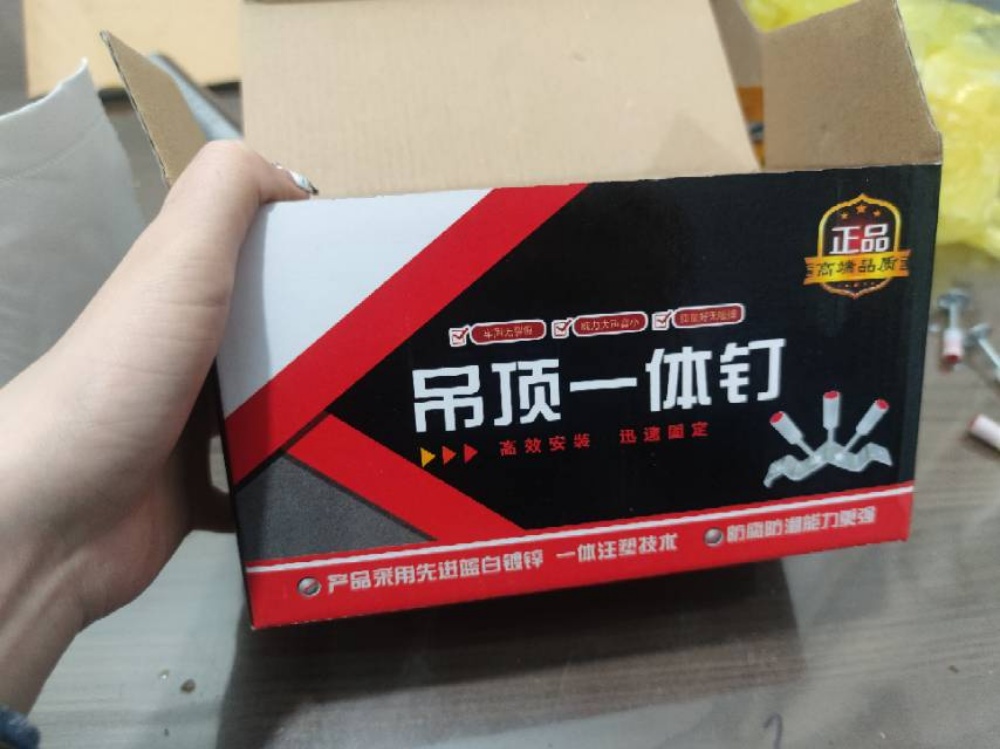 正品
高端品质
吊顶一体钉
高效安装 迅速固定
产品采用先进蓝白镀锌 一体注塑技术
防腐防潮能力更强